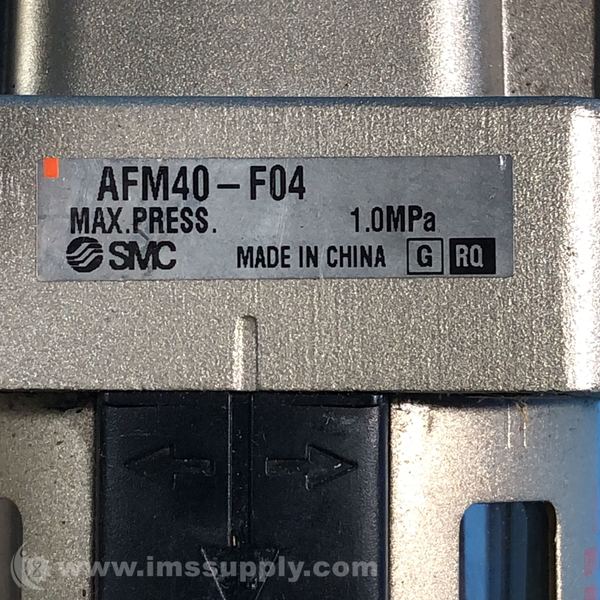 AFM40-F04
MAX.PRESS. 1.0MPa
SMC MADE IN CHINA G RQ
www.imssupply.com